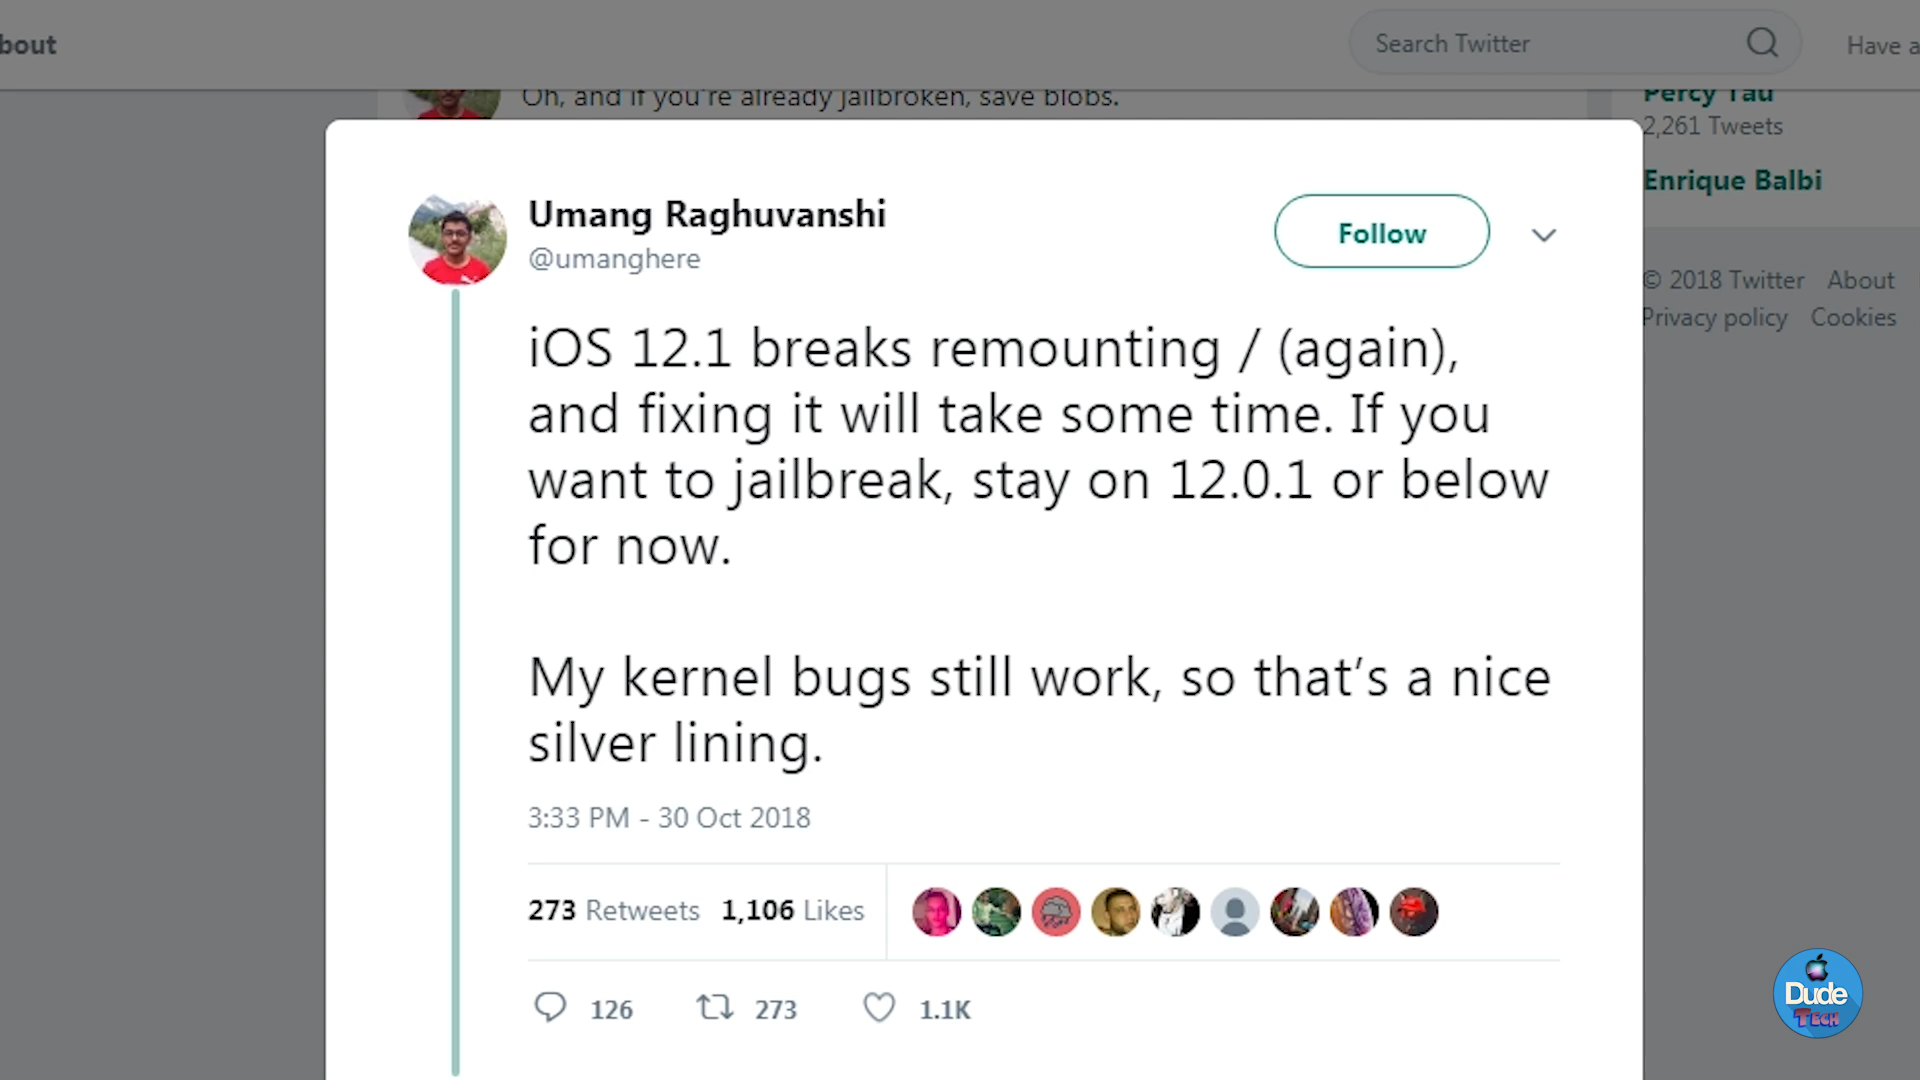 bout
Search Twitter
Have a
Oh, and if you're already jailbroken, save blobs.
Percy Tau
2,261 Tweets
Enrique Balbi
© 2018 Twitter About
Privacy policy Cookies
Umang Raghuvanshi
@umanghere
Follow
iOS 12.1 breaks remounting / (again),
and fixing it will take some time. If you
want to jailbreak, stay on 12.0.1 or below
for now.
My kernel bugs still work, so that's a nice
silver lining.
3:33 PM - 30 Oct 2018
273 Retweets 1,106 Likes
126 273 1.1K
Dude
Tech